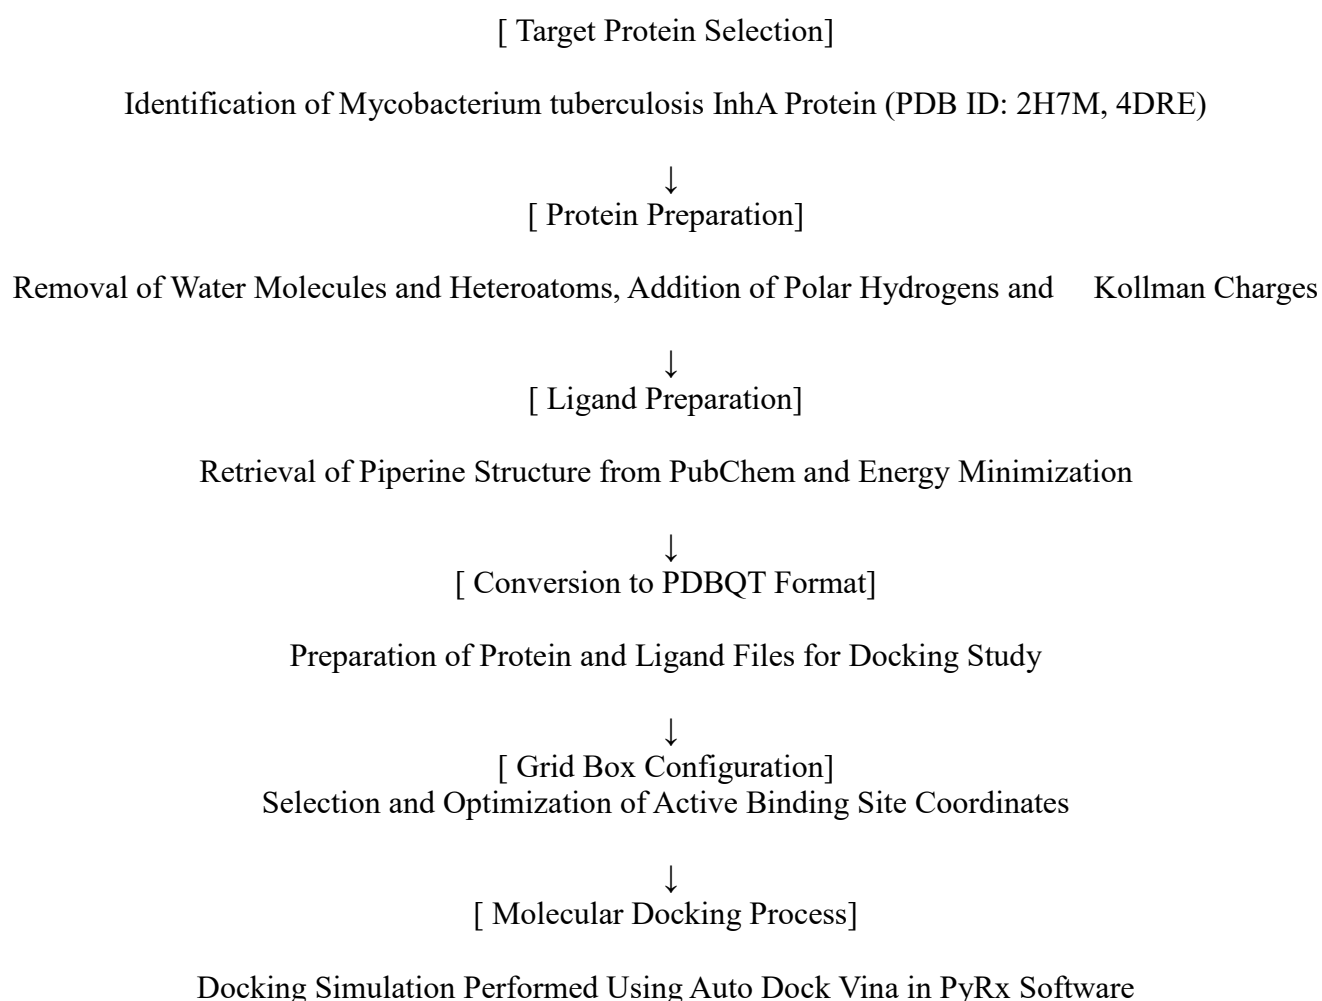 [ Target Protein Selection]
Identification of Mycobacterium tuberculosis InhA Protein (PDB ID: 2H7M, 4DRE)
↓
[ Protein Preparation]
Removal of Water Molecules and Heteroatoms, Addition of Polar Hydrogens and Kollman Charges
↓
[ Ligand Preparation]
Retrieval of Piperine Structure from PubChem and Energy Minimization
↓
[ Conversion to PDBQT Format]
Preparation of Protein and Ligand Files for Docking Study
↓
[ Grid Box Configuration]
Selection and Optimization of Active Binding Site Coordinates
↓
[ Molecular Docking Process]
Docking Simulation Performed Using Auto Dock Vina in PyRx Software